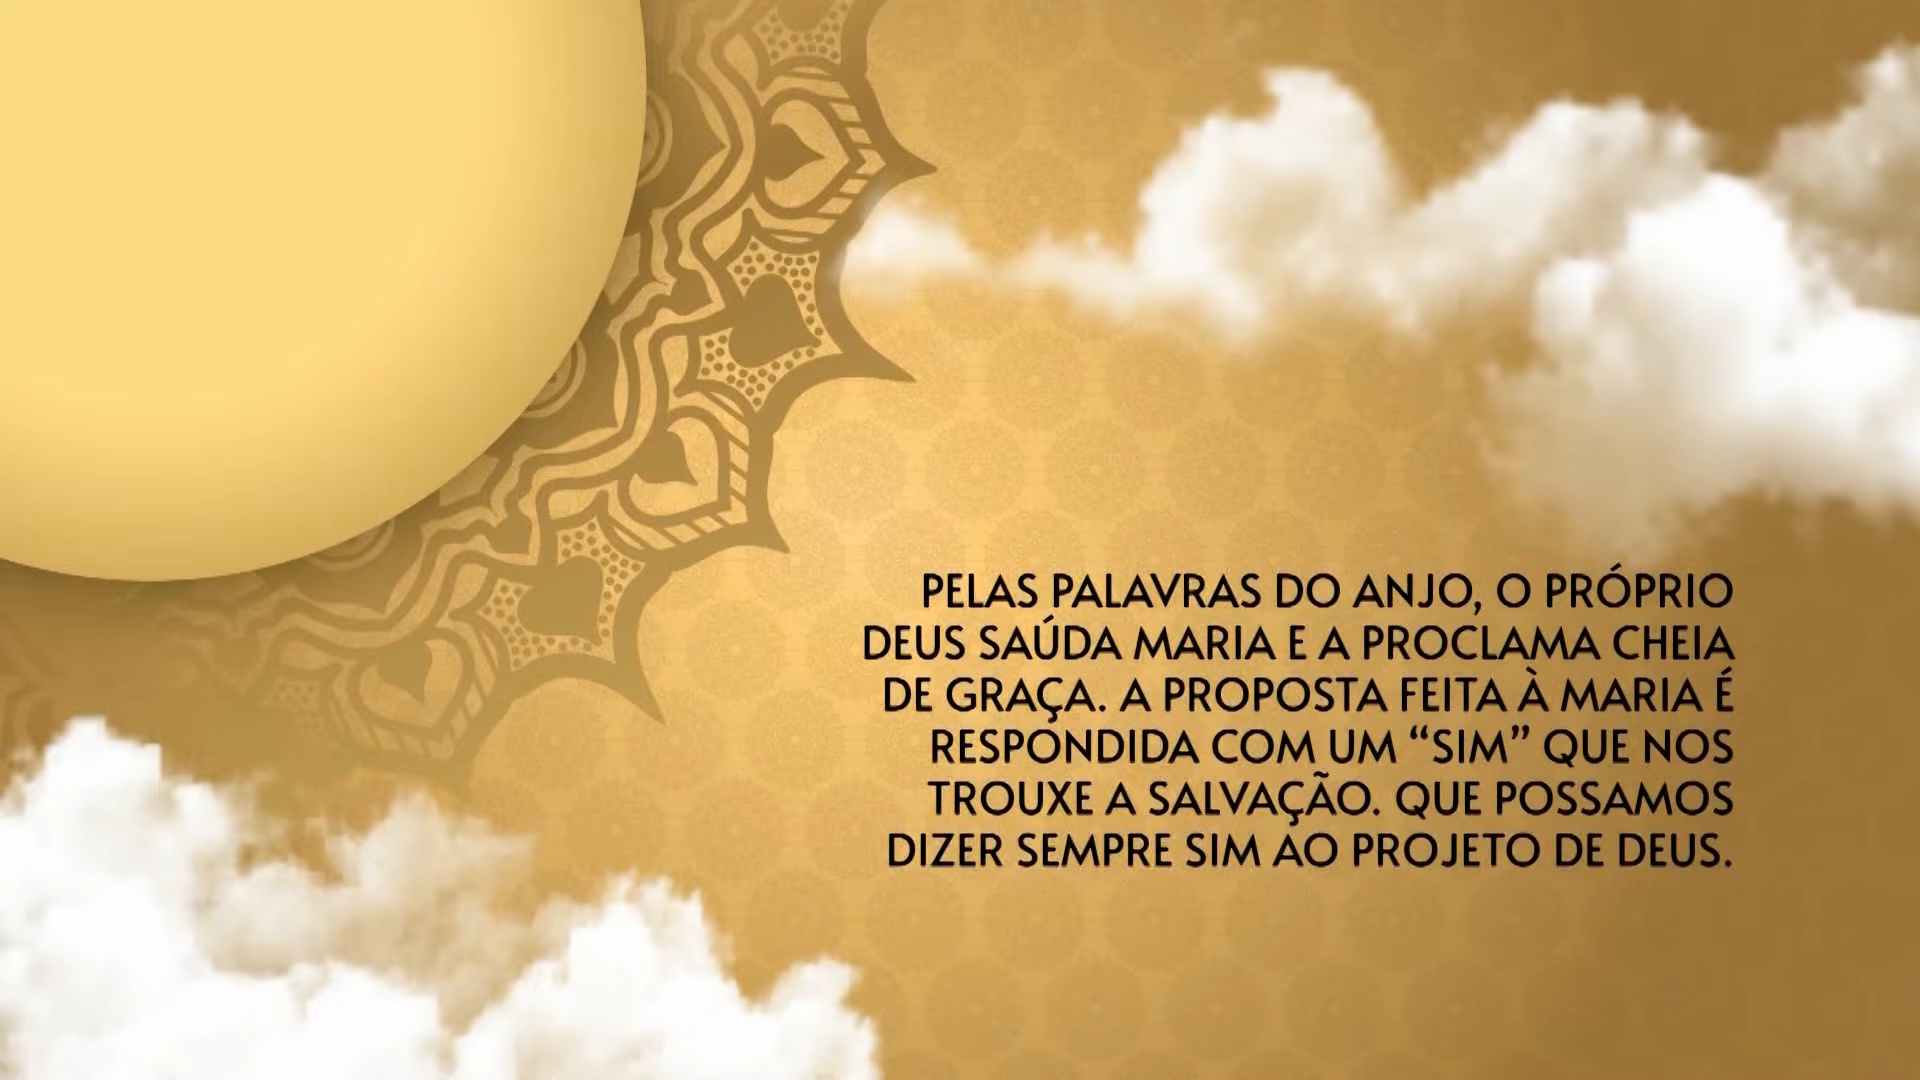 PELAS PALAVRAS DO ANJO, O PRÓPRIO
DEUS SAÚDA MARIA E A PROCLAMA CHEIA
DE GRAÇA. A PROPOSTA FEITA À MARIA É
RESPONDIDA COM UM “SIM” QUE NOS
TROUXE A SALVAÇÃO. QUE POSSAMOS
DIZER SEMPRE SIM AO PROJETO DE DEUS.